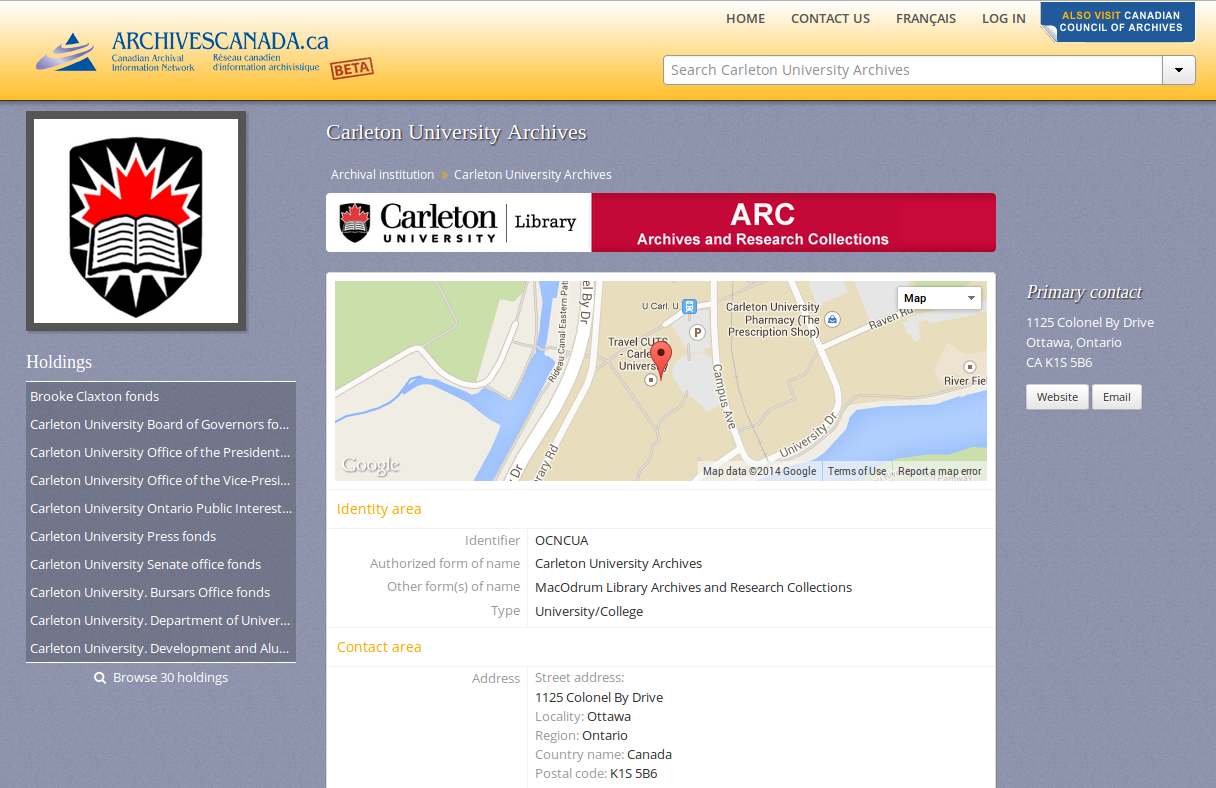 HOME CONTACT US FRANÇAIS LOG IN
ALSO VISIT CANADIAN
COUNCIL OF ARCHIVES
ARCHIVESCANADA.ca
Canadian Archival
Information Network
Réseau canadien
d'information archivistique
BETA
Search Carleton University Archives
Carleton University Archives
Archival institution » Carleton University Archives
Carleton
UNIVERSITY
Library
ARC
Archives and Research Collections
Holdings
Brooke Claxton fonds
Carleton University Board of Governors fo...
Carleton University Office of the President...
Carleton University Office of the Vice-Presi...
Carleton University Ontario Public Interest...
Carleton University Press fonds
Carleton University Senate office fonds
Carleton University. Bursars Office fonds
Carleton University. Department of Univer...
Carleton University. Development and Alu...
Browse 30 holdings
Map
U Carl. U
Carleton University
Pharmacy (The
Prescription Shop)
Raven Rd
P
el By Dr
Rideau Canal Eastern Pat
Travel CUTS
- Carle
University
Campus Ave
River Fie
University Dr
brary Rd
Dr
Google
Map data ©2014 Google
Terms of Use
Report a map error
Primary contact
1125 Colonel By Drive
Ottawa, Ontario
CA K1S 5B6
Website Email
Identity area
Identifier OCNCUA
Authorized form of name Carleton University Archives
Other form(s) of name MacOdrum Library Archives and Research Collections
Type University/College
Contact area
Address Street address:
1125 Colonel By Drive
Locality: Ottawa
Region: Ontario
Country name: Canada
Postal code: K1S 5B6